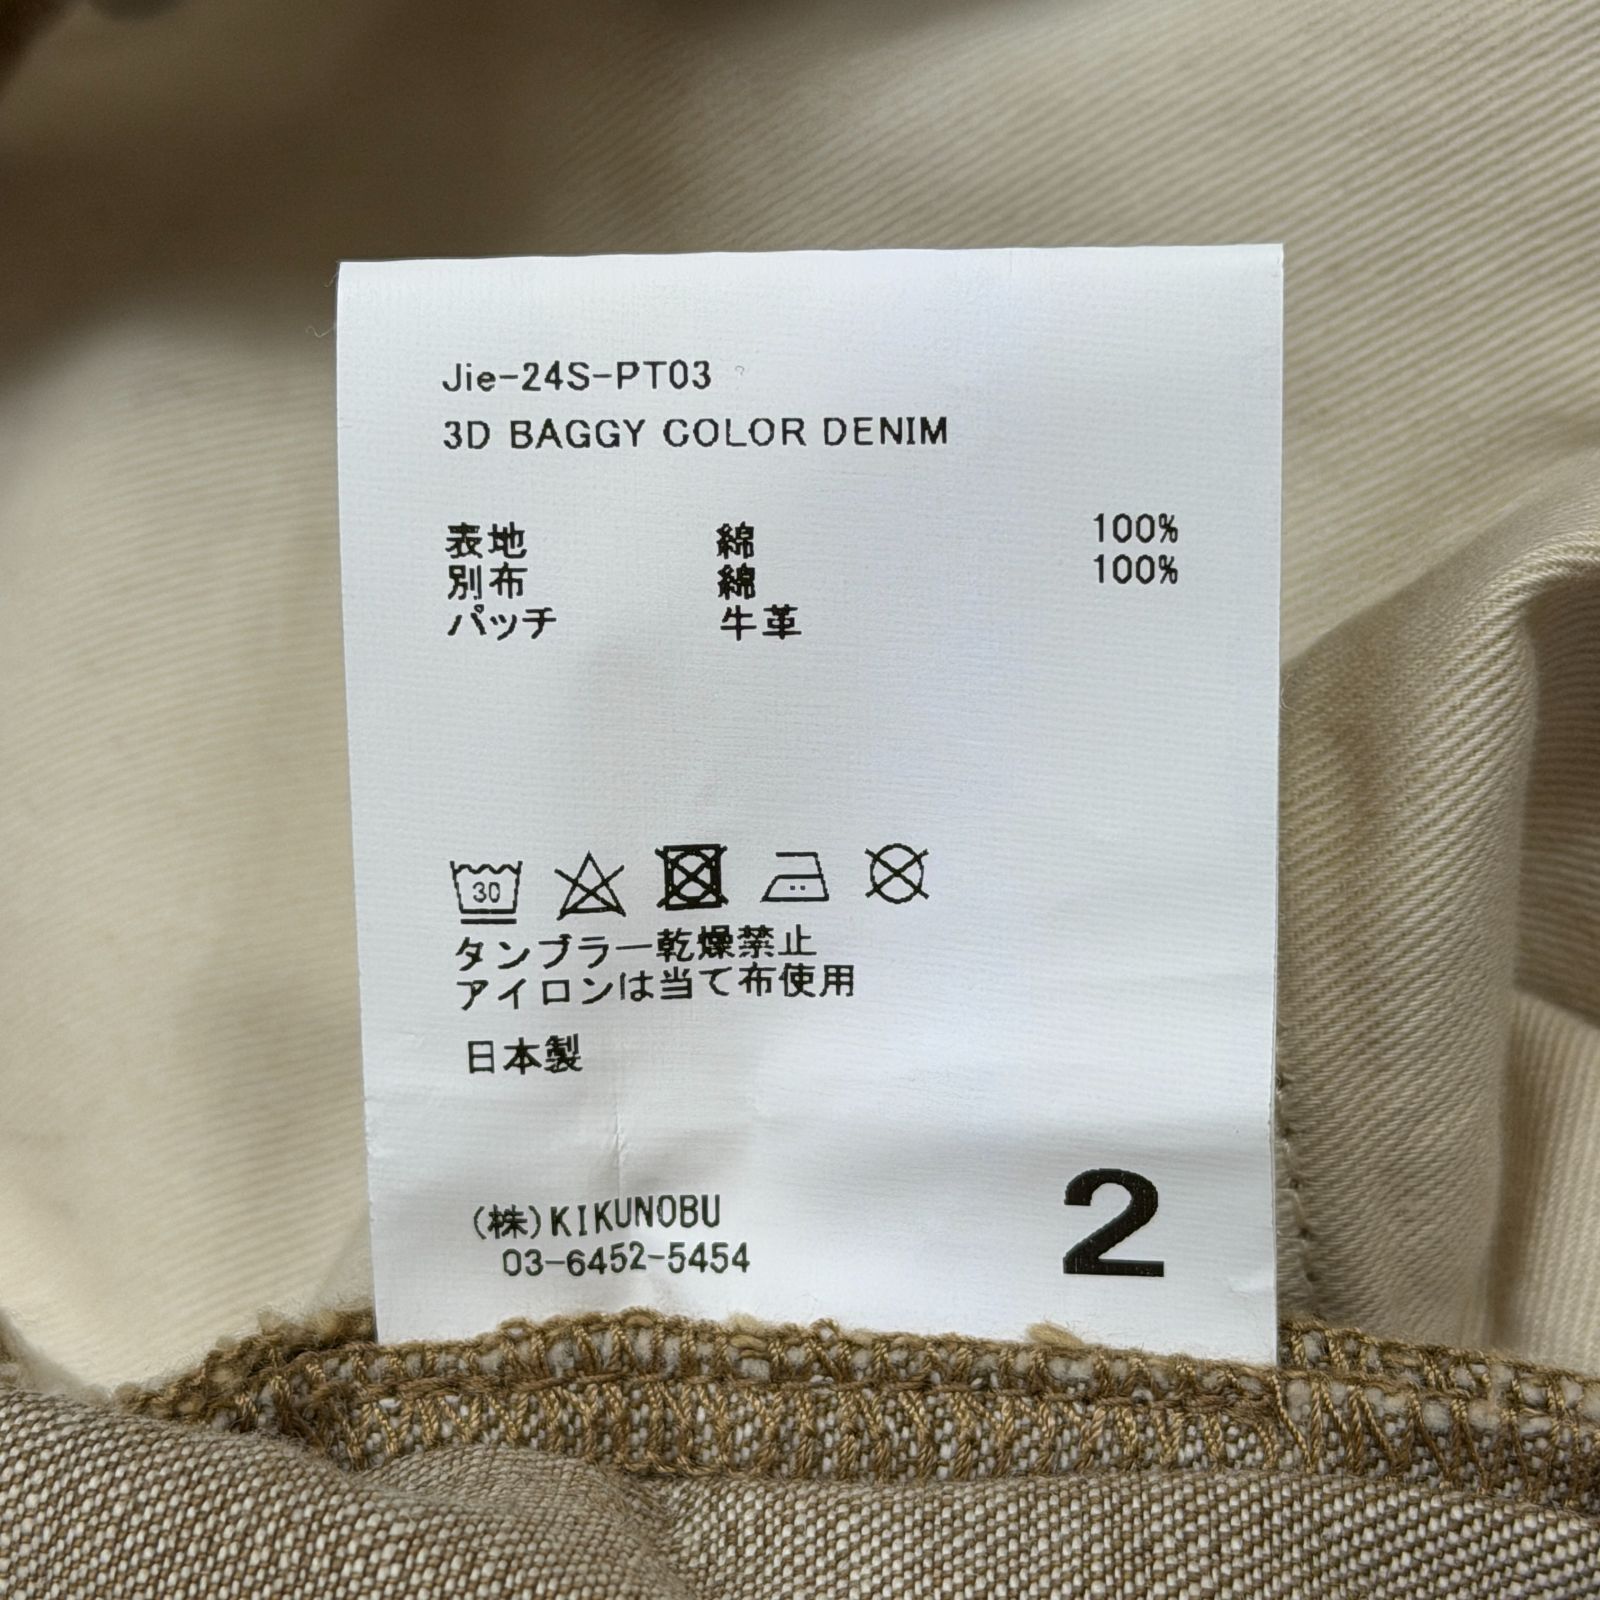 Jie-24S-PT03
3D BAGGY COLOR DENIM
表地 綿 100%
別布 綿 100%
パッチ 牛革
30
タンブラー乾燥禁止
アイロンは当て布使用
日本製
(株)KIKUNOBU
03-6452-5454
2